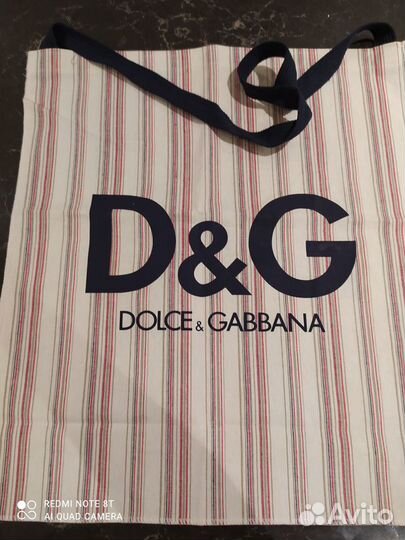 D&G
DOLCE & GABBANA
REDMI NOTE 8T
AI QUAD CAMERA
Avito